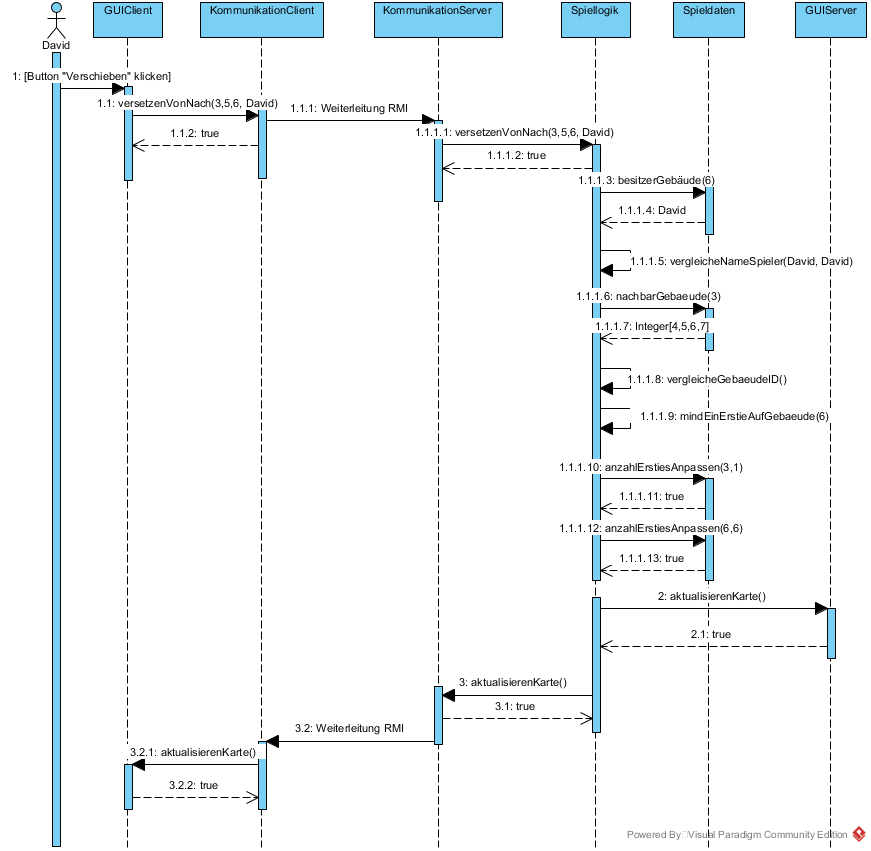 GUIClient
KommunikationClient
KommunikationServer
Spiellogik
Spieldaten
GUIServer
David
1: [Button "Verschieben" klicken]
1.1: versetzenVonNach(3,5,6, David)
1.1.1: Weiterleitung RMI
1.1.2: true
1.1.1.1: versetzenVonNach(3,5,6, David)
1.1.1.2: true
1.1.1.3: besitzerGebäude(6)
1.1.1.4: David
1.1.1.5: vergleicheNameSpieler(David, David)
1.1.1.6: nachbarGebaeude(3)
1.1.1.7: Integer[4,5,6,7]
1.1.1.8: vergleicheGebaeudeID()
1.1.1.9: mindEinErstieAufGebaeude(6)
1.1.1.10: anzahlErstiesAnpassen(3,1)
1.1.1.11: true
1.1.1.12: anzahlErstiesAnpassen(6,6)
1.1.1.13: true
2: aktualisierenKarte()
2.1: true
3: aktualisierenKarte()
3.1: true
3.2: Weiterleitung RMI
3.2.1: aktualisierenKarte()
3.2.2: true
Powered By Visual Paradigm Community Edition